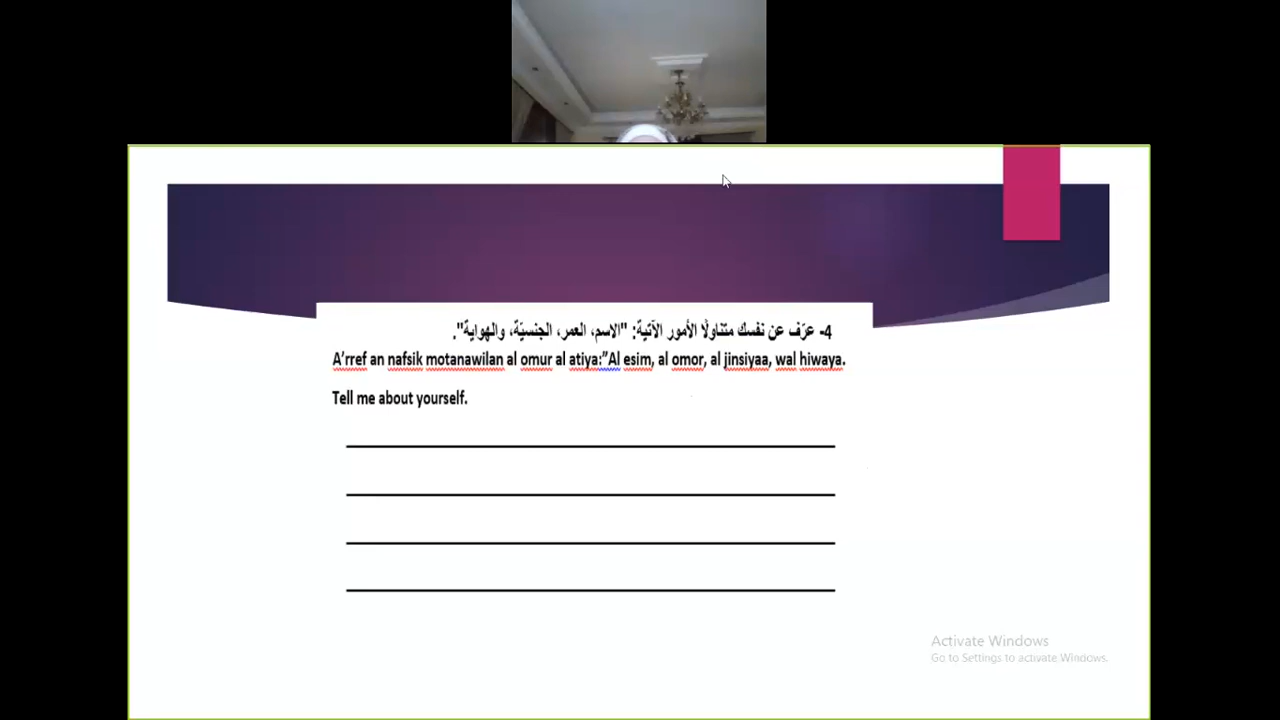 4- عرّف عن نفسك متناولًا الأمور الآتية: "الاسم، العمر، الجنسيّة، والهواية".
A’rref an nafsik motanawilan al omur al atiya:”Al esim, al omor, al jinsiyaa, wal hiwaya.
Tell me about yourself.
Activate Windows
Go to Settings to activate Windows.